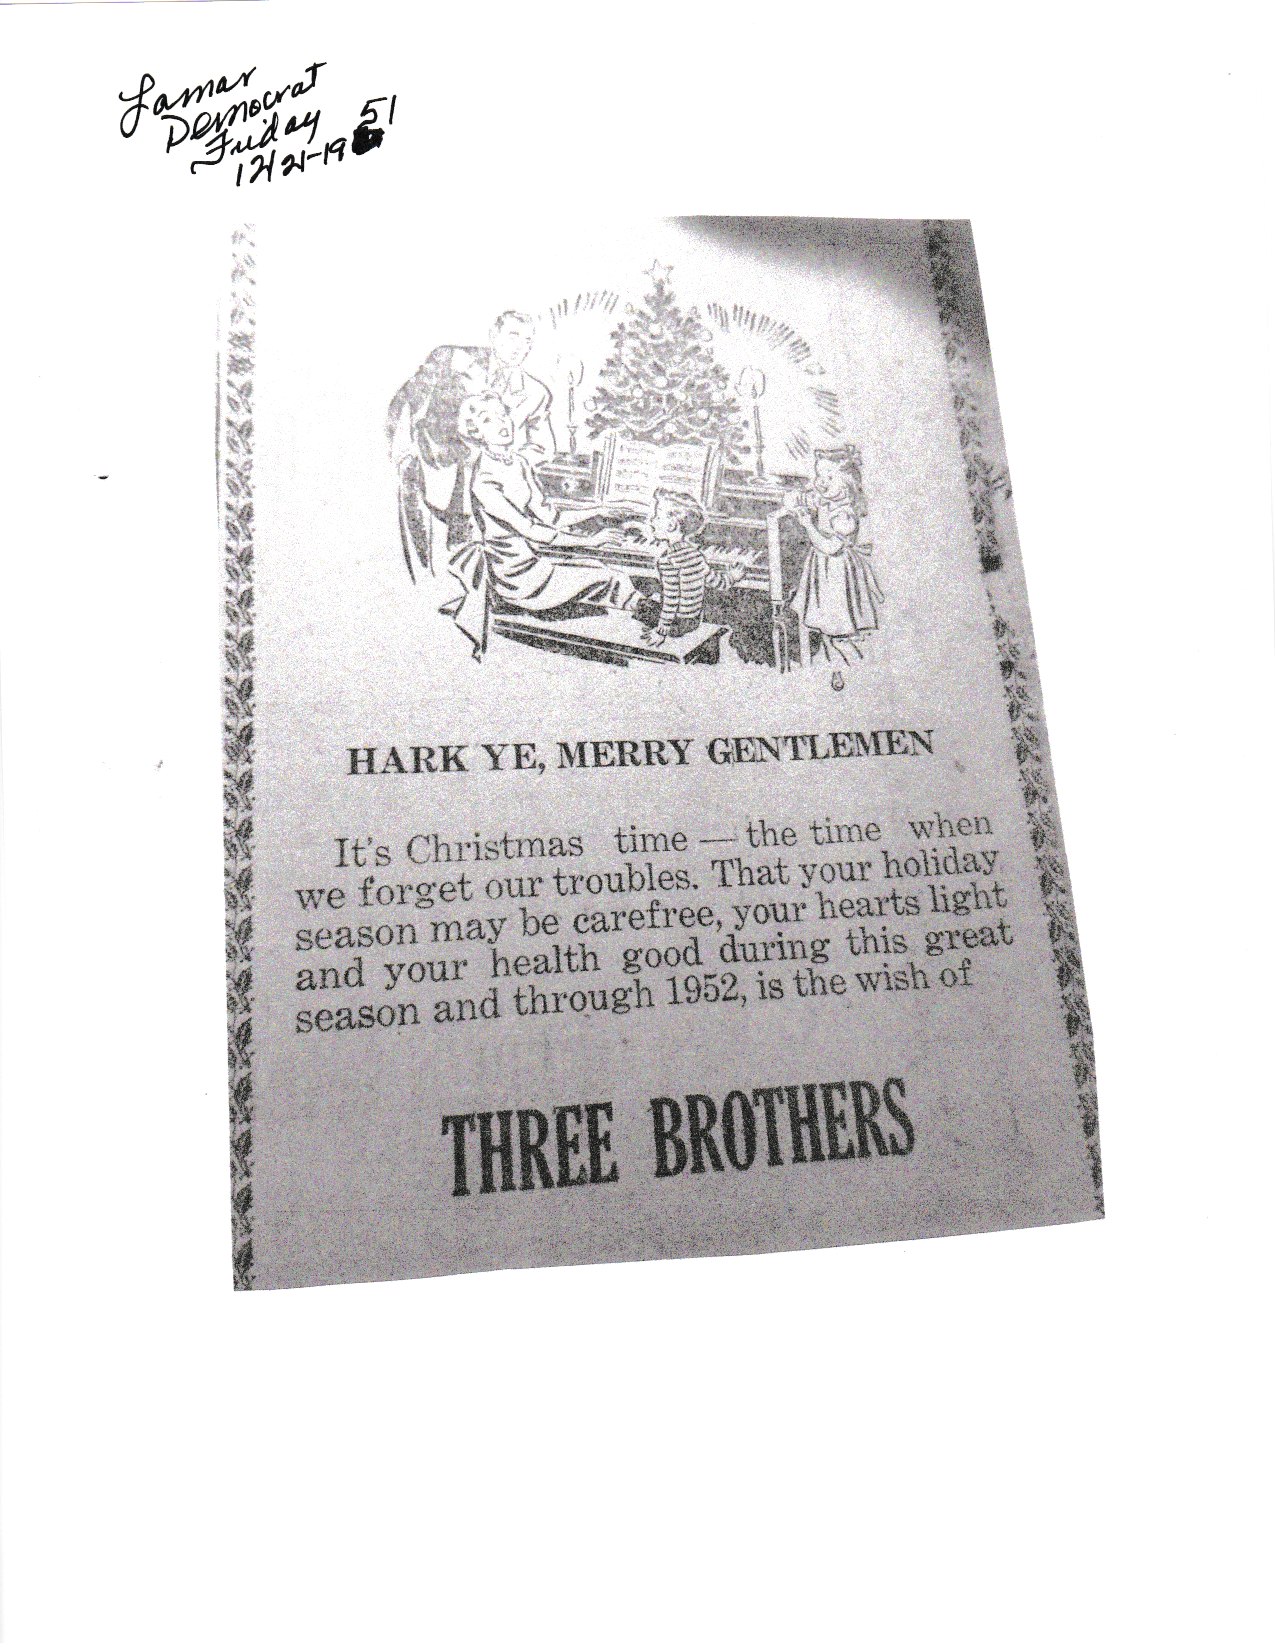 Lamar
Democrat
Friday
12/21-1951
HARK YE, MERRY GENTLEMEN
It's Christmas time — the time when
we forget our troubles. That your holiday
season may be carefree, your hearts light
and your health good during this great
season and through 1952, is the wish of
THREE BROTHERS